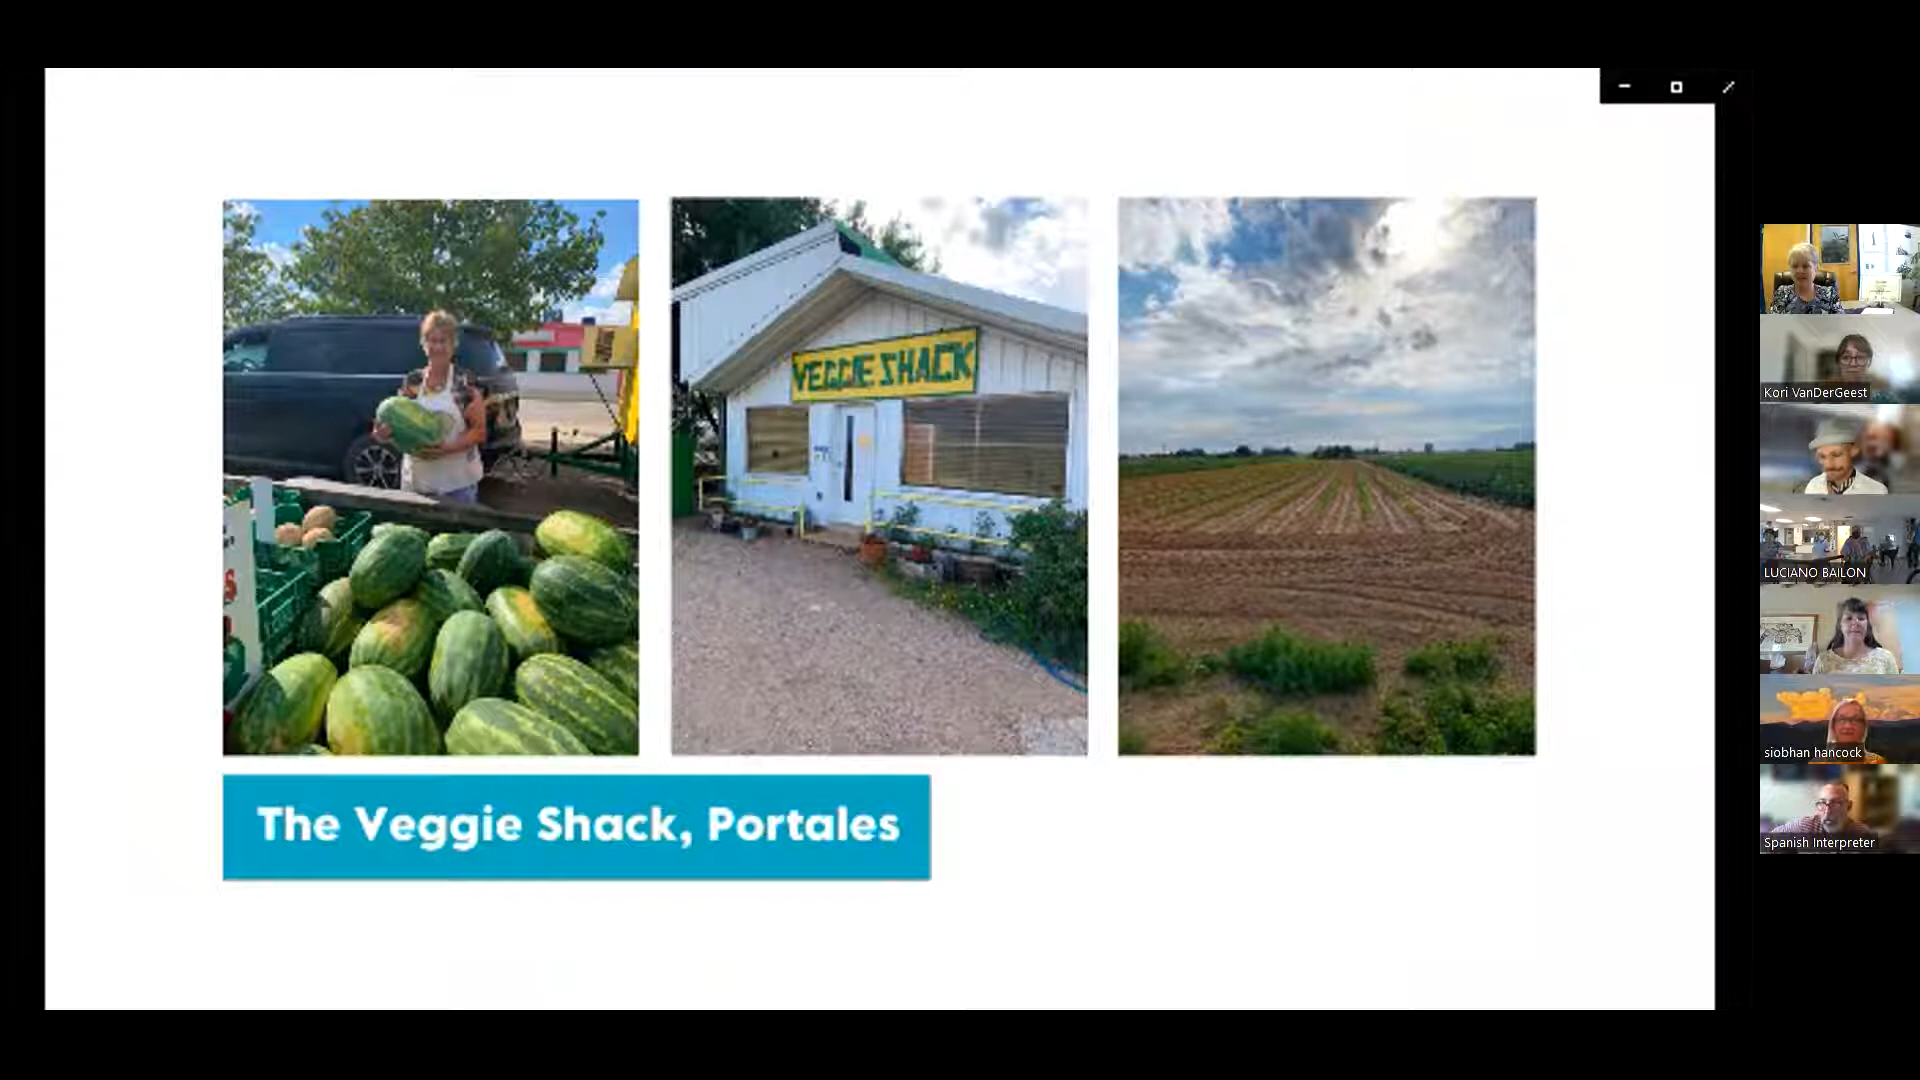 VEGGIE SHACK
The Veggie Shack, Portales
Kori VanDerGeest
LUCIANO BAILON
siobhan hancock
Spanish Interpreter